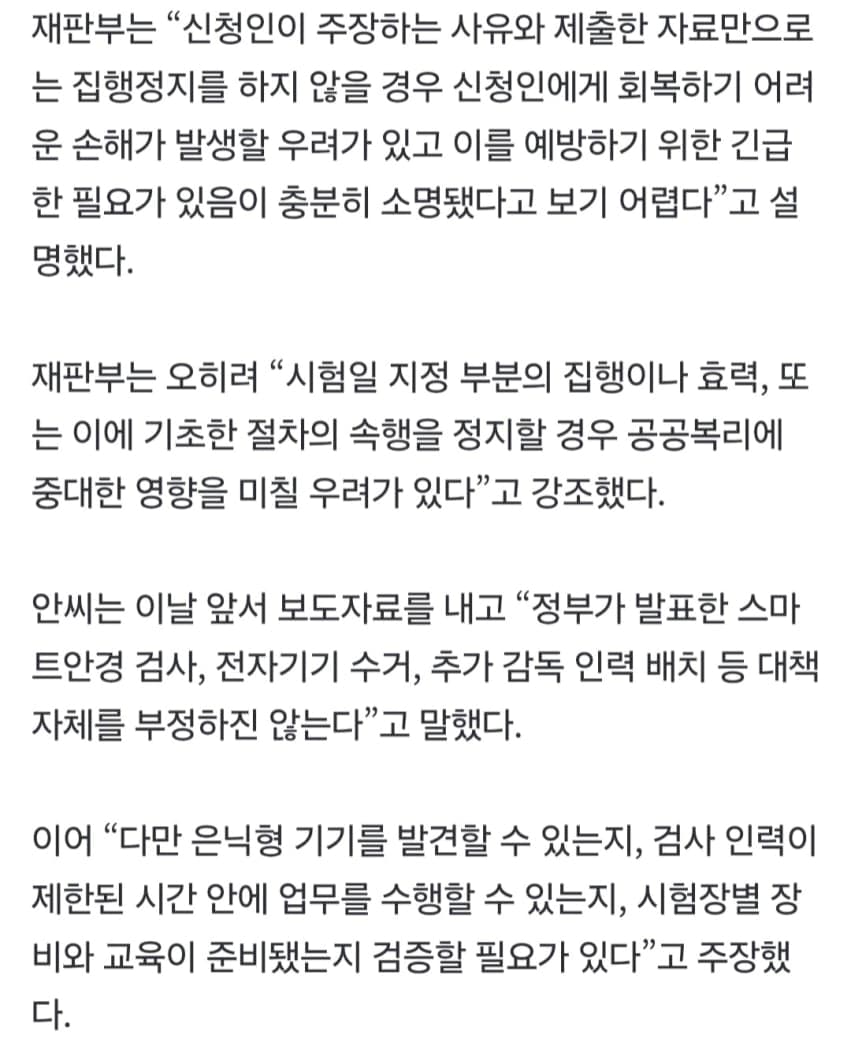 재판부는 “신청인이 주장하는 사유와 제출한 자료만으로
는 집행정지를 하지 않을 경우 신청인에게 회복하기 어려
운 손해가 발생할 우려가 있고 이를 예방하기 위한 긴급
한 필요가 있음이 충분히 소명됐다고 보기 어렵다”고 설
명했다.
재판부는 오히려 “시험일 지정 부분의 집행이나 효력, 또
는 이에 기초한 절차의 속행을 정지할 경우 공공복리에
중대한 영향을 미칠 우려가 있다”고 강조했다.
안씨는 이날 앞서 보도자료를 내고 “정부가 발표한 스마
트안경 검사, 전자기기 수거, 추가 감독 인력 배치 등 대책
자체를 부정하진 않는다”고 말했다.
이어 “다만 은닉형 기기를 발견할 수 있는지, 검사 인력이
제한된 시간 안에 업무를 수행할 수 있는지, 시험장별 장
비와 교육이 준비됐는지 검증할 필요가 있다”고 주장했
다.